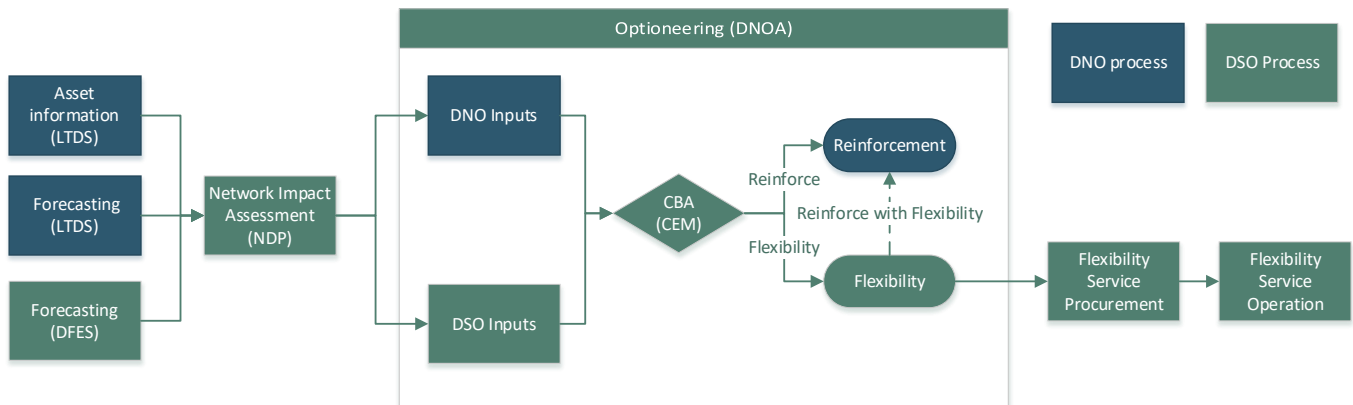 Optioneering (DNOA)
DNO process
DSO Process
Asset
information
(LTDS)
Forecasting
(LTDS)
Forecasting
(DFES)
Network Impact
Assessment
(NDP)
DNO Inputs
DSO Inputs
CBA
(CEM)
Reinforce
Flexibility
Reinforcement
Reinforce with Flexibility
Flexibility
Flexibility
Service
Procurement
Flexibility
Service
Operation